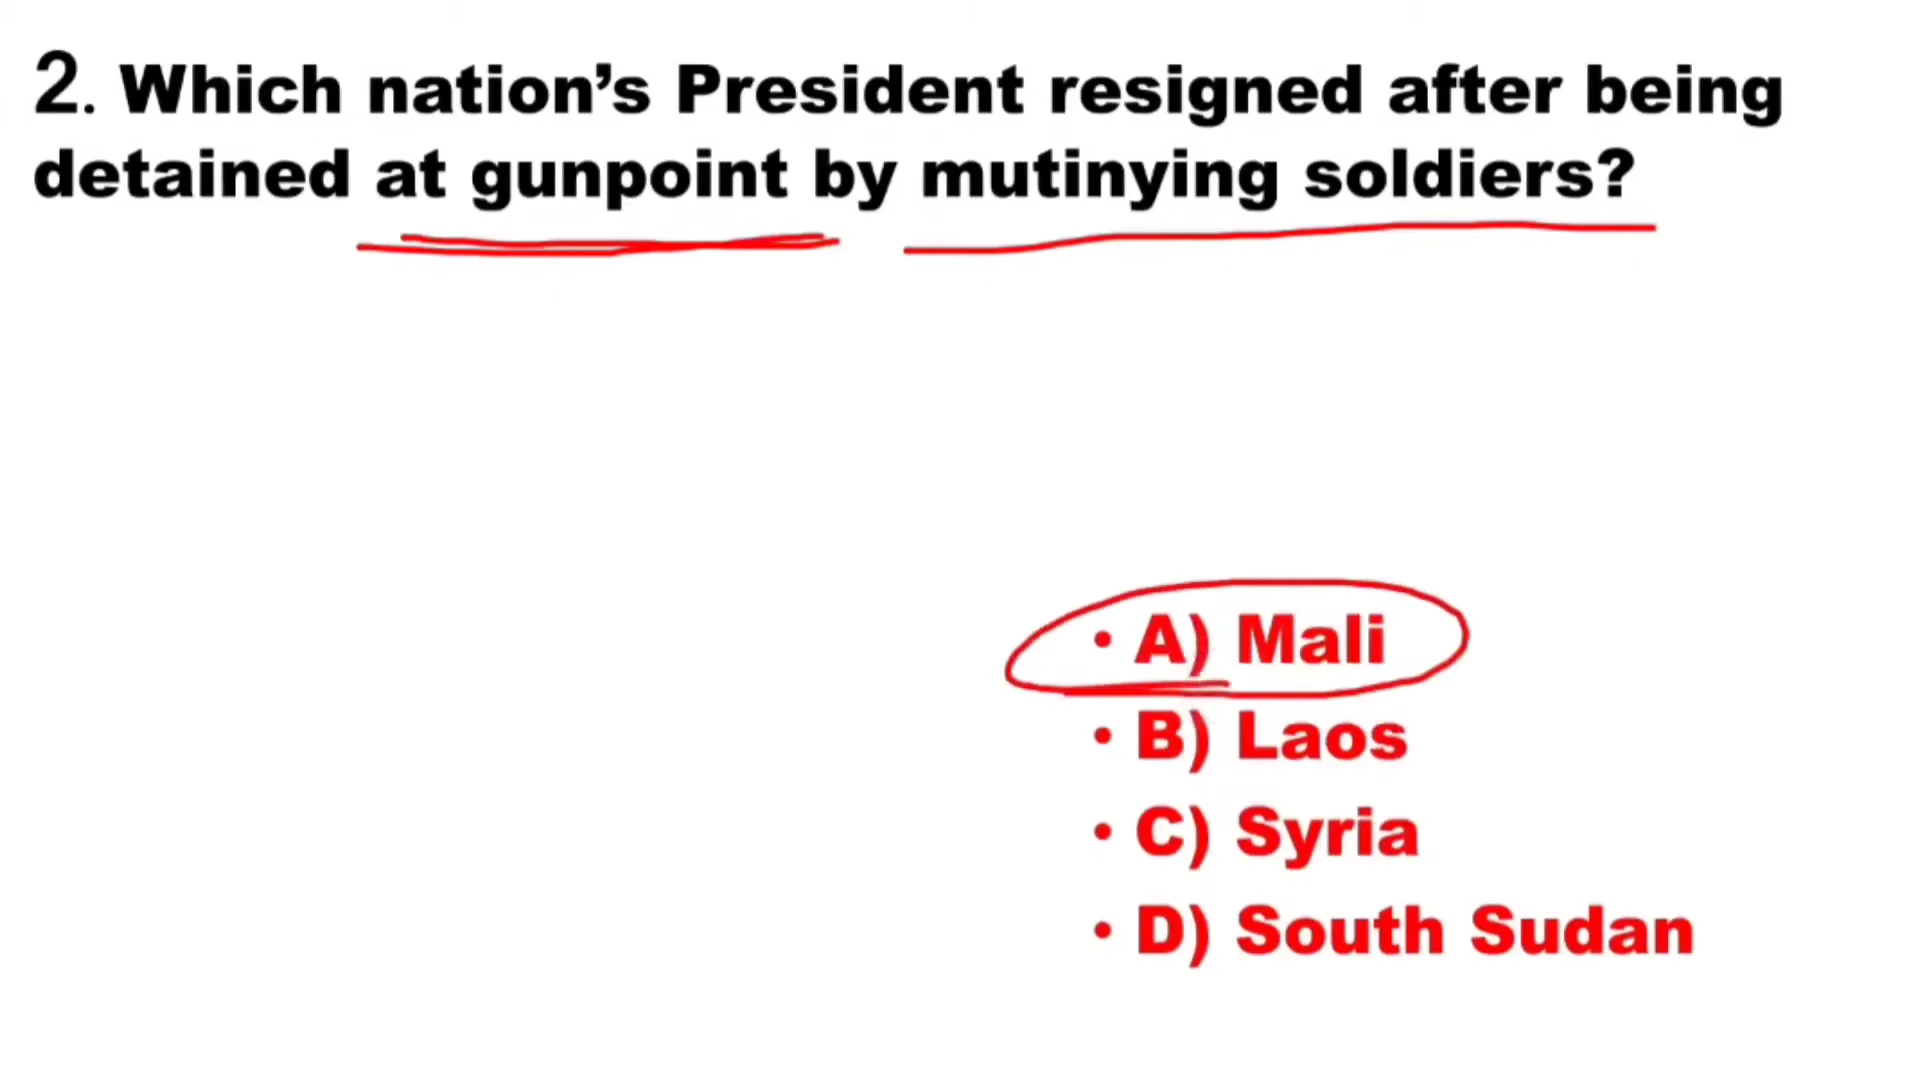 2. Which nation’s President resigned after being
detained at gunpoint by mutinying soldiers?
• A) Mali
• B) Laos
• C) Syria
• D) South Sudan